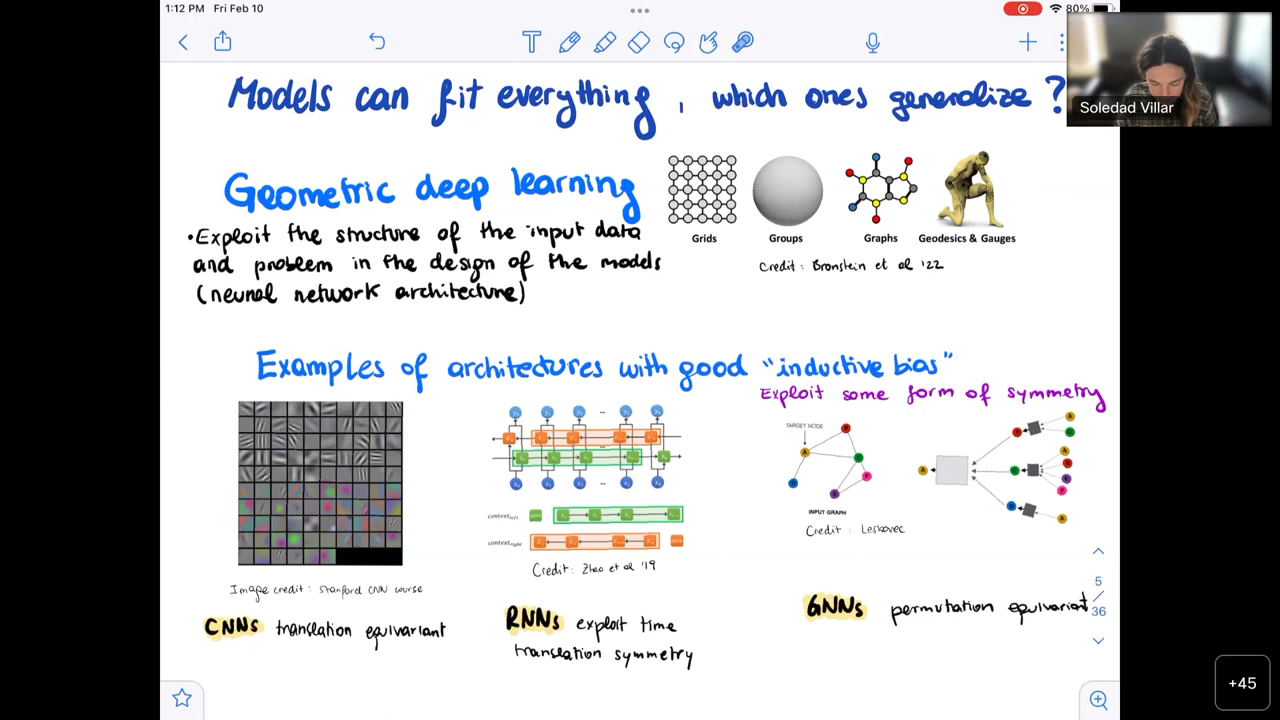 1:12 PM Fri Feb 10
80%
Soledad Villar
Models can fit everything, which ones generalize?
Geometric deep learning
• Exploit the structure of the input data
and problem in the design of the models
(neural network architecture)
Grids
Groups
Graphs
Geodesics & Gauges
Credit: Bronstein et al '22
Examples of architectures with good "inductive bias"
Exploit some form of symmetry
TARGET NODE
INPUT GRAPH
Credit: Leskovec
Credit: Zhao et al '19
Image credit: Stanford CNN course
CNNs translation equivariant
RNNs exploit time
translation symmetry
GNNs permutation equivariant
5
/
36
+45